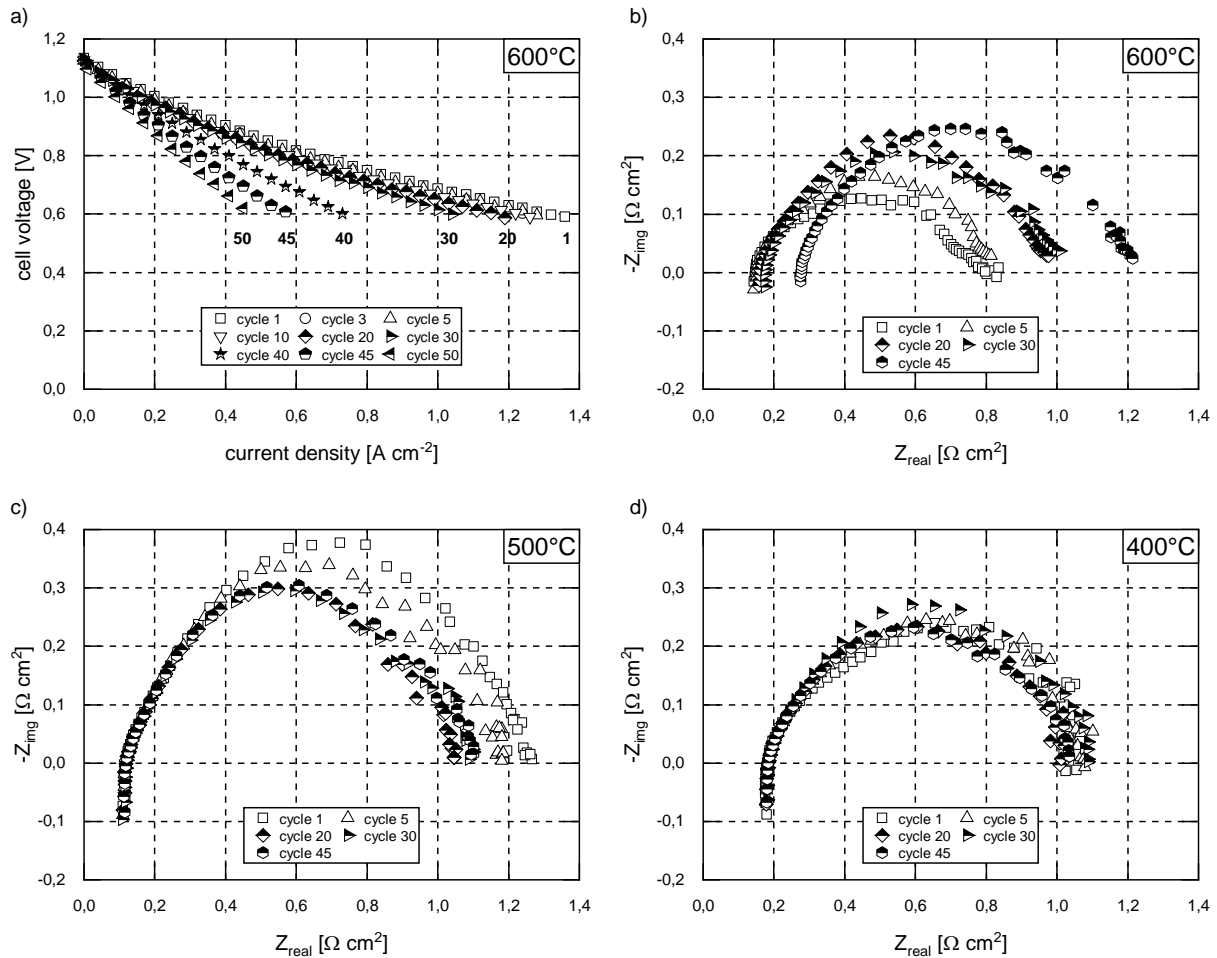 a)
1,2
1,0
0,8
0,6
0,4
0,2
0,0
cell voltage [V]
600°C
50 45 40 30 20 1
cycle 1 cycle 3 cycle 5
cycle 10 cycle 20 cycle 30
cycle 40 cycle 45 cycle 50
0,0 0,2 0,4 0,6 0,8 1,0 1,2 1,4
current density [A cm⁻²]
b)
0,4
0,3
0,2
0,1
0,0
-0,1
-0,2
-Zimg [Ω cm²]
600°C
cycle 1 cycle 5
cycle 20 cycle 30
cycle 45
0,0 0,2 0,4 0,6 0,8 1,0 1,2 1,4
Zreal [Ω cm²]
c)
0,4
0,3
0,2
0,1
0,0
-0,1
-0,2
-Zimg [Ω cm²]
500°C
cycle 1 cycle 5
cycle 20 cycle 30
cycle 45
0,0 0,2 0,4 0,6 0,8 1,0 1,2 1,4
Zreal [Ω cm²]
d)
0,4
0,3
0,2
0,1
0,0
-0,1
-0,2
-Zimg [Ω cm²]
400°C
cycle 1 cycle 5
cycle 20 cycle 30
cycle 45
0,0 0,2 0,4 0,6 0,8 1,0 1,2 1,4
Zreal [Ω cm²]